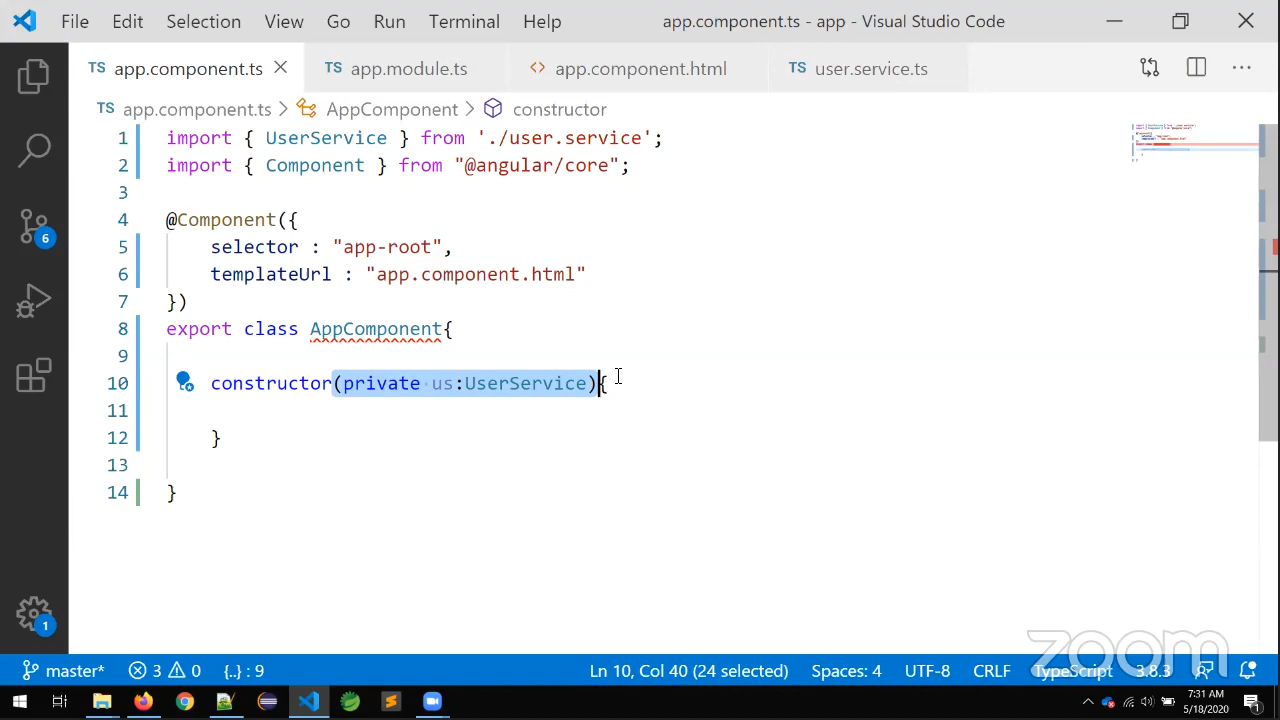 File Edit Selection View Go Run Terminal Help app.component.ts - app - Visual Studio Code
TS app.component.ts TS app.module.ts <> app.component.html TS user.service.ts
TS app.component.ts > AppComponent > constructor
1 import { UserService } from './user.service';
2 import { Component } from "@angular/core";
3
4 @Component({
5 selector : "app-root",
6 templateUrl : "app.component.html"
7 })
8 export class AppComponent{
9
10 constructor(private us:UserService){
11
12 }
13
14 }
6
1
zoom
master* 3 0 {..} : 9 Ln 10, Col 40 (24 selected) Spaces: 4 UTF-8 CRLF TypeScript 3.8.3
7:31 AM
5/18/2020
1